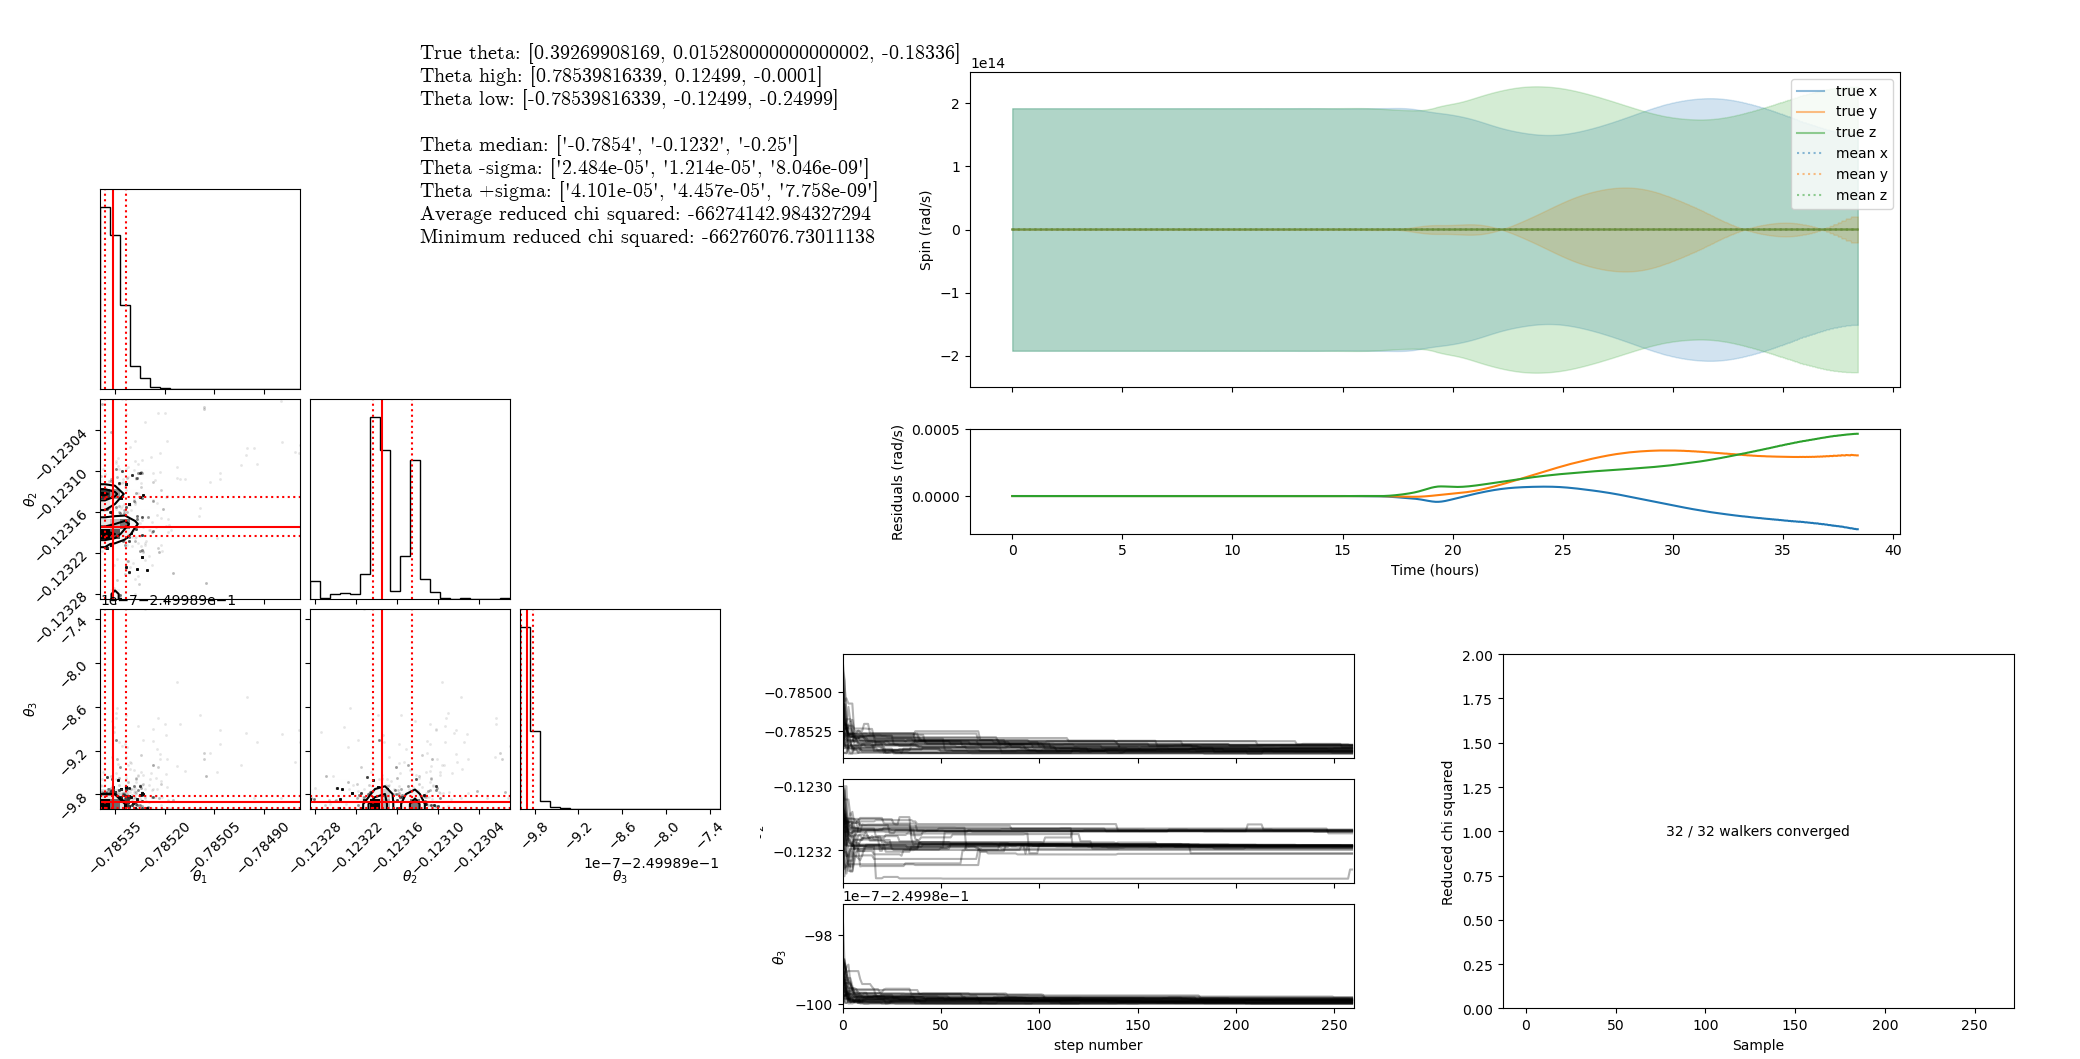 True theta: [0.39269908169, 0.015280000000000002, -0.18336]
Theta high: [0.78539816339, 0.12499, -0.0001]
Theta low: [-0.78539816339, -0.12499, -0.24999]
Theta median: ['-0.7854', '-0.1232', '-0.25']
Theta -sigma: ['2.484e-05', '1.214e-05', '8.046e-09']
Theta +sigma: ['4.101e-05', '4.457e-05', '7.758e-09']
Average reduced chi squared: -66274142.984327294
Minimum reduced chi squared: -66276076.73011138
1e14
2
1
0
−1
−2
Spin (rad/s)
true x
true y
true z
mean x
mean y
mean z
0.0005
0.0000
Residuals (rad/s)
0 5 10 15 20 25 30 35 40
Time (hours)
−0.12304
−0.12310
−0.12316
−0.12322
−0.12328
θ2
1e−7−2.49989e−1
−7.4
−8.0
−8.6
−9.2
−9.8
θ3
−0.78535 −0.78520 −0.78505 −0.78490
θ1
−0.12328 −0.12322 −0.12316 −0.12310 −0.12304
θ2
−9.8 −9.2 −8.6 −8.0 −7.4
1e−7−2.49989e−1
θ3
−0.78500
−0.78525
−0.1230
−0.1232
1e−7−2.4998e−1
−98
−100
θ3
0 50 100 150 200 250
step number
2.00
1.75
1.50
1.25
1.00
0.75
0.50
0.25
0.00
Reduced chi squared
32 / 32 walkers converged
0 50 100 150 200 250
Sample